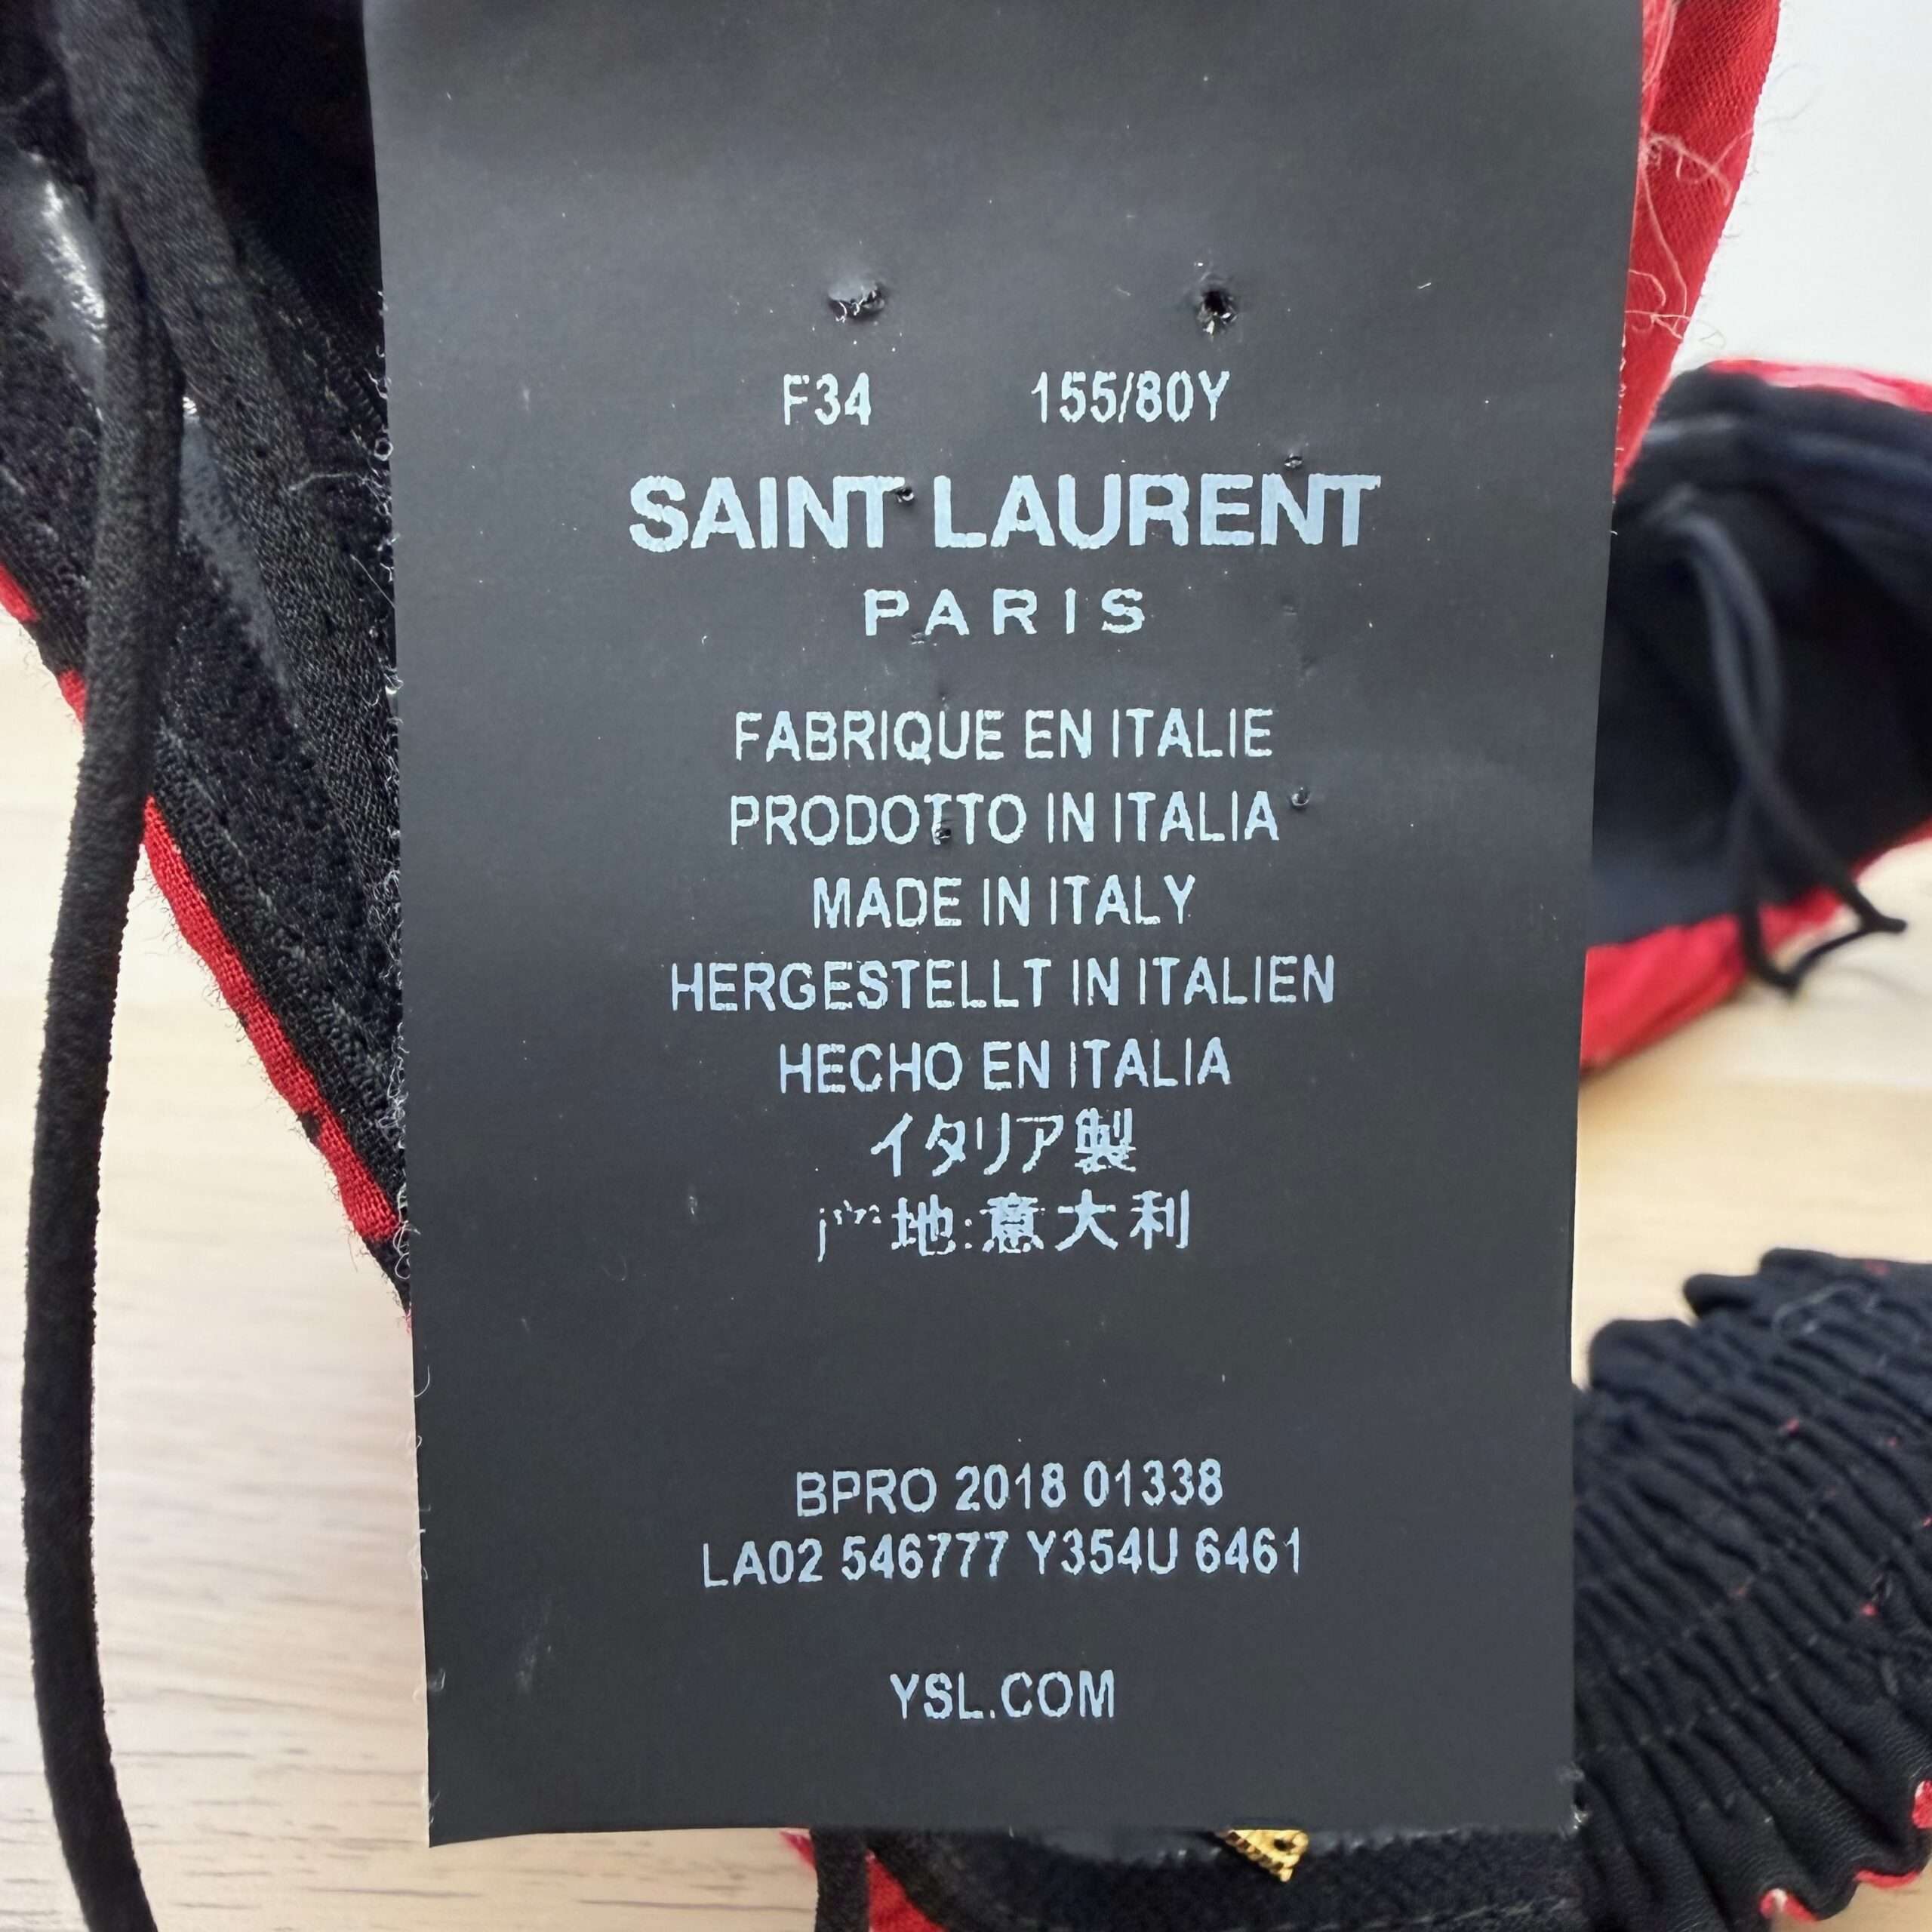 F34 155/80Y
SAINT LAURENT
PARIS
FABRIQUE EN ITALIE
PRODOTTO IN ITALIA
MADE IN ITALY
HERGESTELLT IN ITALIEN
HECHO EN ITALIA
イタリア製
地:意大利
BPRO 2018 01338
LA02 546777 Y354U 6461
YSL.COM